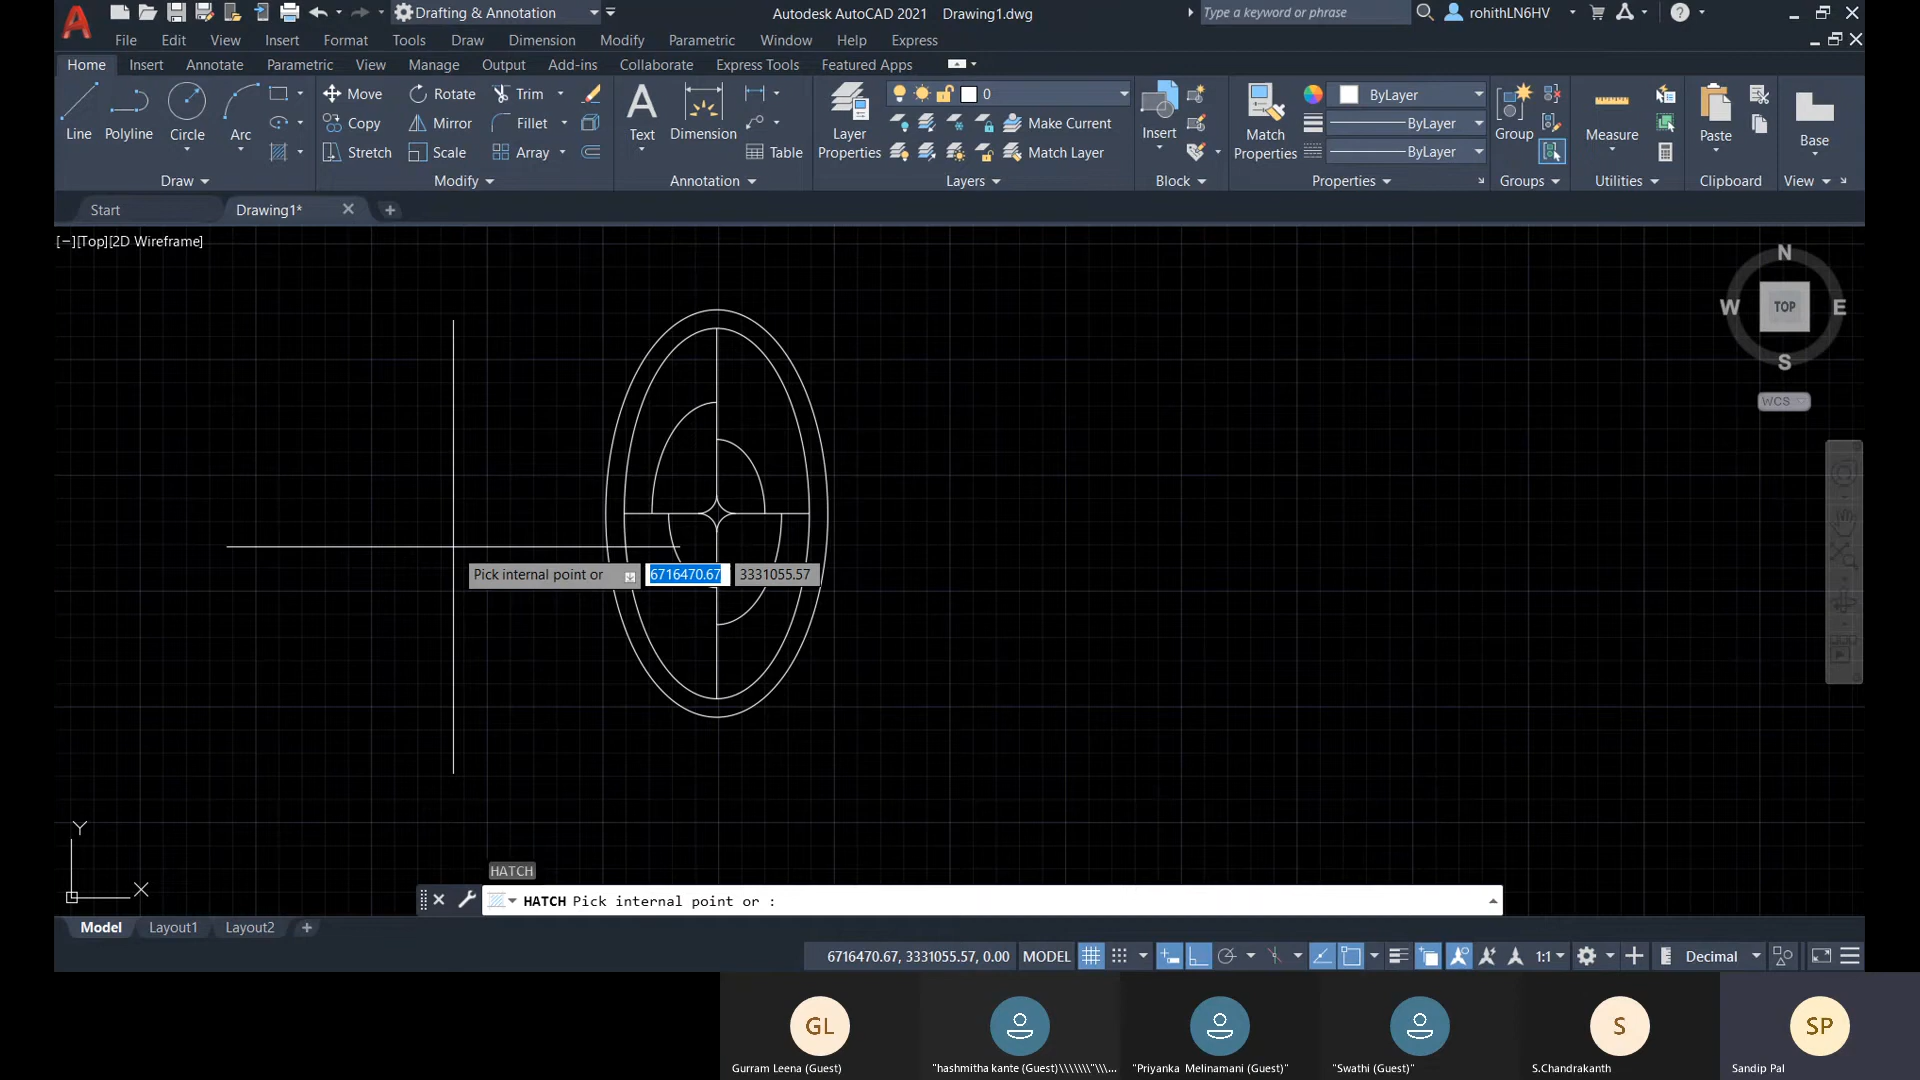 Drafting & Annotation
Autodesk AutoCAD 2021 Drawing1.dwg
Type a keyword or phrase
rohithLN6HV
File Edit View Insert Format Tools Draw Dimension Modify Parametric Window Help Express
Home Insert Annotate Parametric View Manage Output Add-ins Collaborate Express Tools Featured Apps
Line Polyline Circle Arc
Move Rotate Trim
Copy Mirror Fillet
Stretch Scale Array
Text Dimension Table
Layer Properties
0
Make Current
Match Layer
Insert
Match Properties
ByLayer
ByLayer
ByLayer
Group
Measure
Paste
Base
Draw Modify Annotation Layers Block Properties Groups Utilities Clipboard View
Start Drawing1*
[−][Top][2D Wireframe]
N
W TOP E
S
WCS
Pick internal point or 6716470.67 3331055.57
Y
X
HATCH
HATCH Pick internal point or :
Model Layout1 Layout2
6716470.67, 3331055.57, 0.00 MODEL 1:1 Decimal
GL S SP
Gurram Leena (Guest) "hashmitha kante (Guest)\\\\\\\"\\... "Priyanka Melinamani (Guest)" "Swathi (Guest)" S.Chandrakanth Sandip Pal